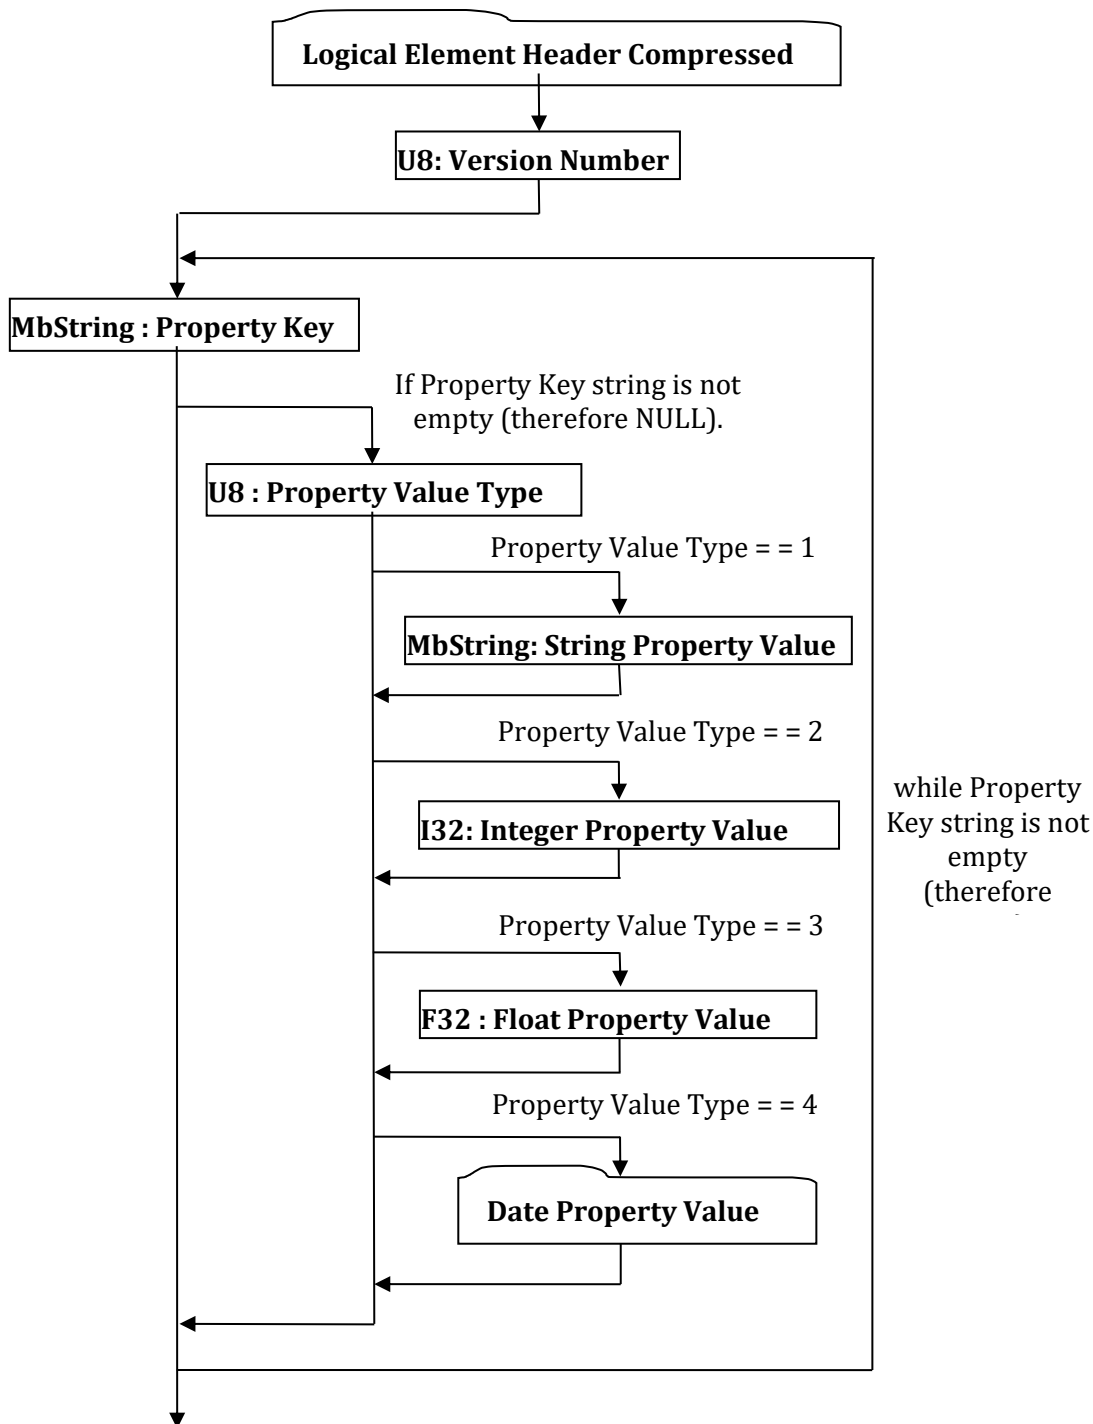 Logical Element Header Compressed
U8: Version Number
MbString : Property Key
If Property Key string is not
empty (therefore NULL).
U8 : Property Value Type
Property Value Type = = 1
MbString: String Property Value
Property Value Type = = 2
I32: Integer Property Value
while Property
Key string is not
empty
(therefore
Property Value Type = = 3
F32 : Float Property Value
Property Value Type = = 4
Date Property Value